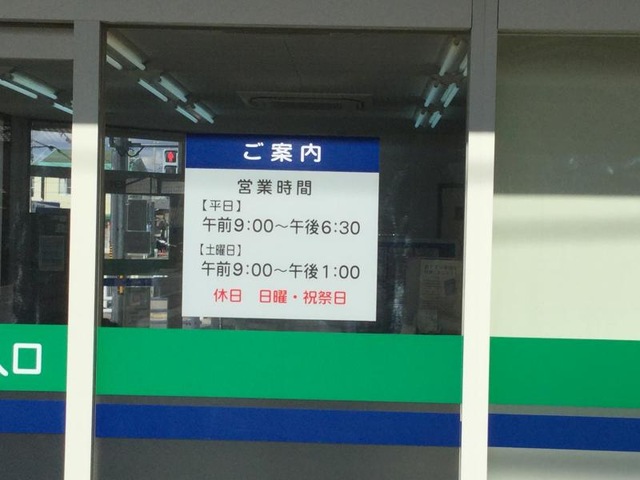 ご案内
営業時間
【平日】
午前9:00～午後6:30
【土曜日】
午前9:00～午後1:00
休日 日曜・祝祭日
入口